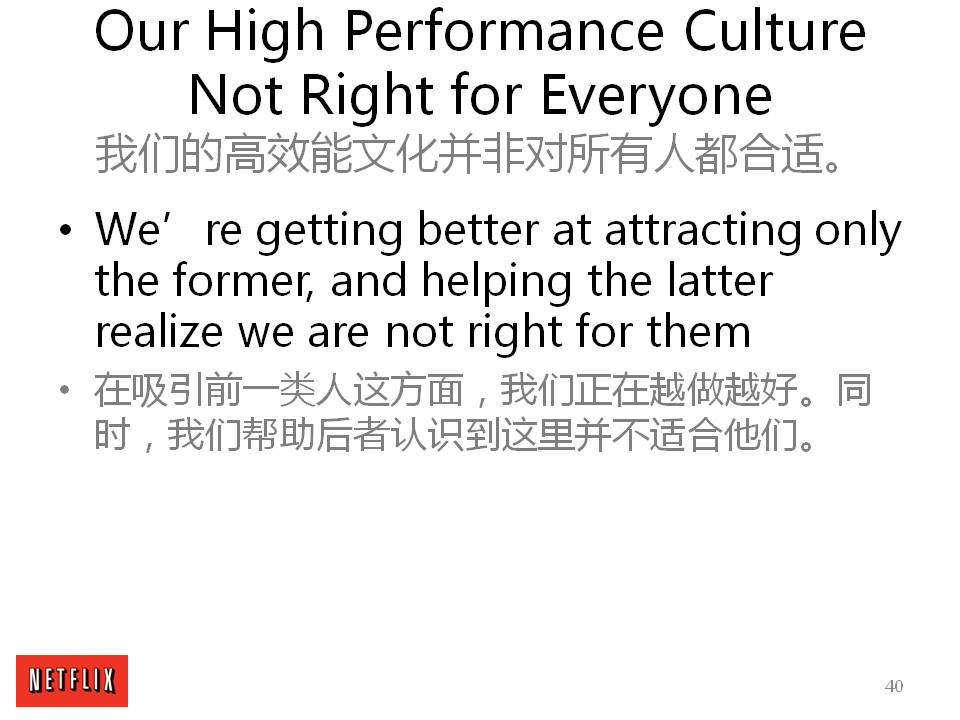 Our High Performance Culture
Not Right for Everyone
我们的高效能文化并非对所有人都合适。
• We’ re getting better at attracting only
the former, and helping the latter
realize we are not right for them
• 在吸引前一类人这方面，我们正在越做越好。同
时，我们帮助后者认识到这里并不适合他们。
NETFLIX
40